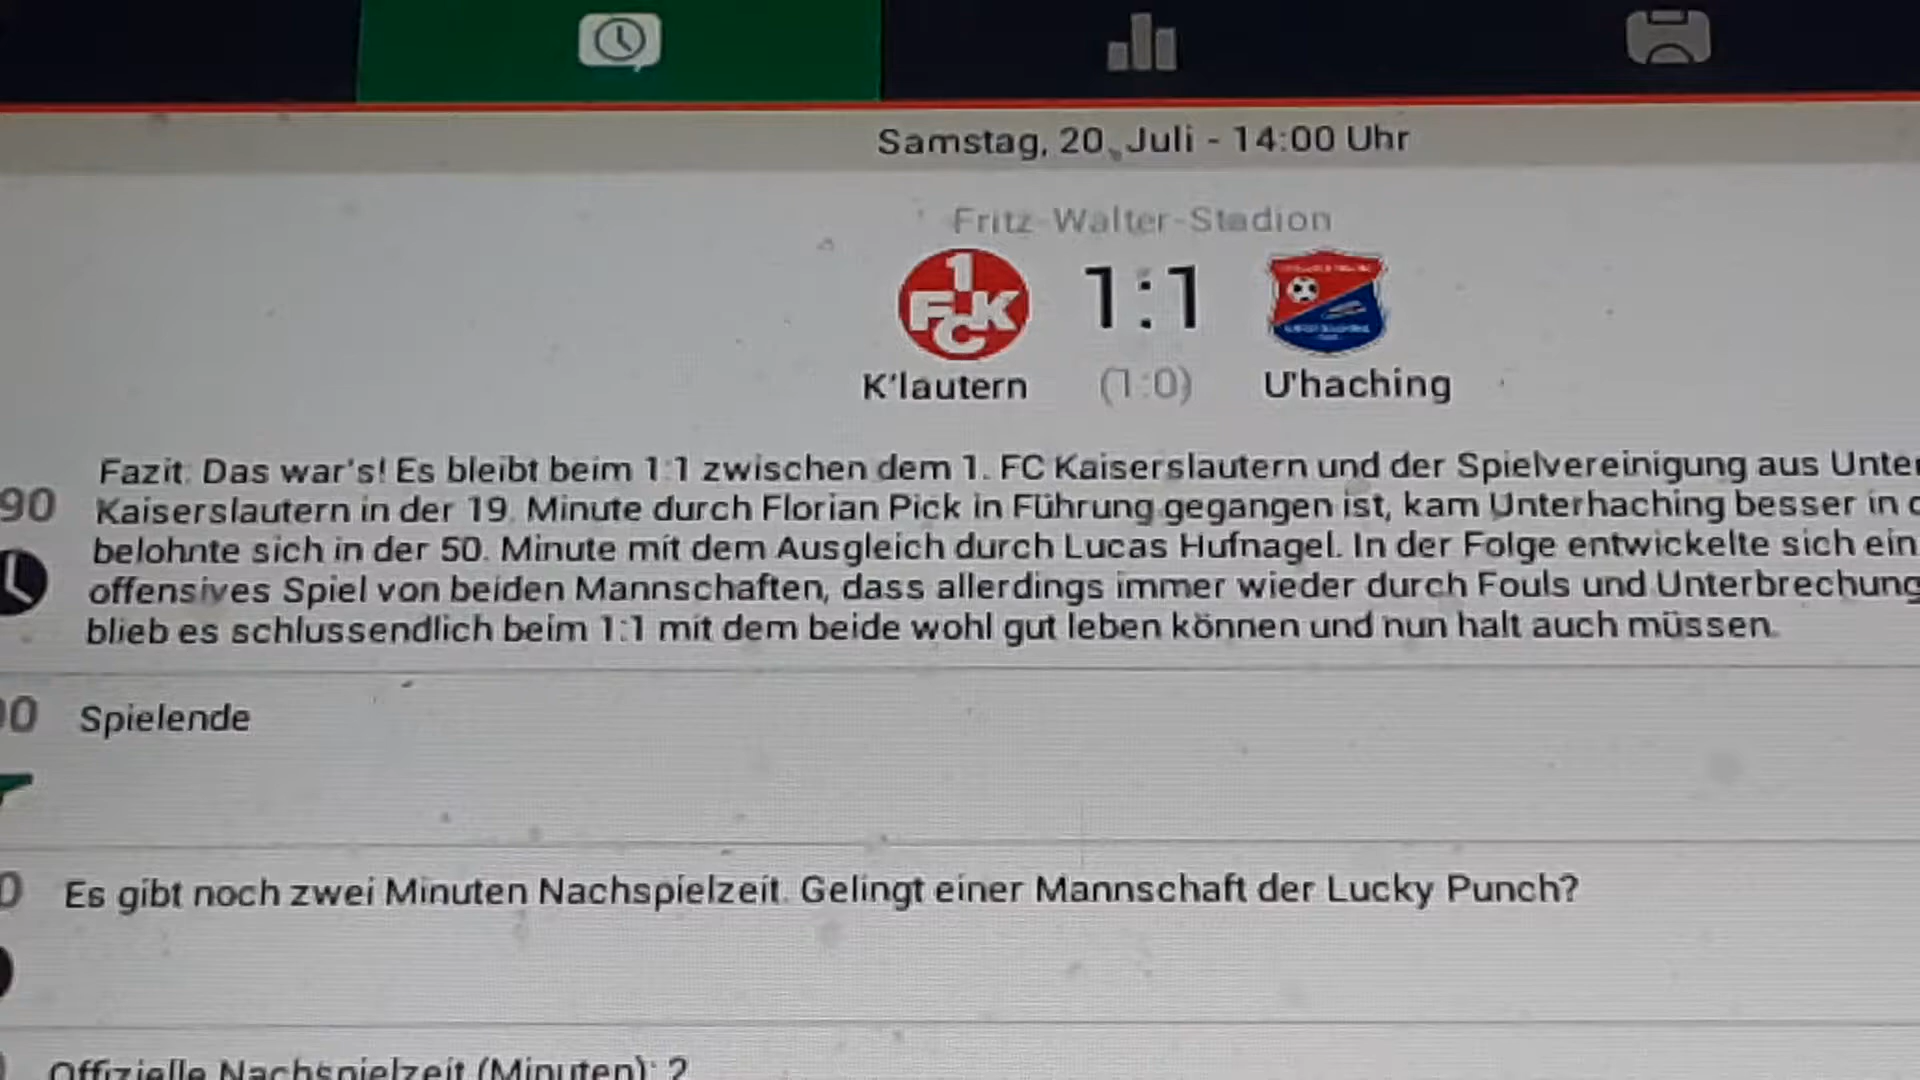 Samstag, 20. Juli - 14:00 Uhr
Fritz-Walter-Stadion
1 FCK
1:1
K'lautern
(1:0)
U'haching
90
Fazit: Das war's! Es bleibt beim 1:1 zwischen dem 1. FC Kaiserslautern und der Spielvereinigung aus Unter
Kaiserslautern in der 19. Minute durch Florian Pick in Führung gegangen ist, kam Unterhaching besser in d
belohnte sich in der 50. Minute mit dem Ausgleich durch Lucas Hufnagel. In der Folge entwickelte sich ein
offensives Spiel von beiden Mannschaften, dass allerdings immer wieder durch Fouls und Unterbrechung
blieb es schlussendlich beim 1:1 mit dem beide wohl gut leben können und nun halt auch müssen.
90 Spielende
0 Es gibt noch zwei Minuten Nachspielzeit. Gelingt einer Mannschaft der Lucky Punch?
Offizielle Nachspielzeit (Minuten): 2